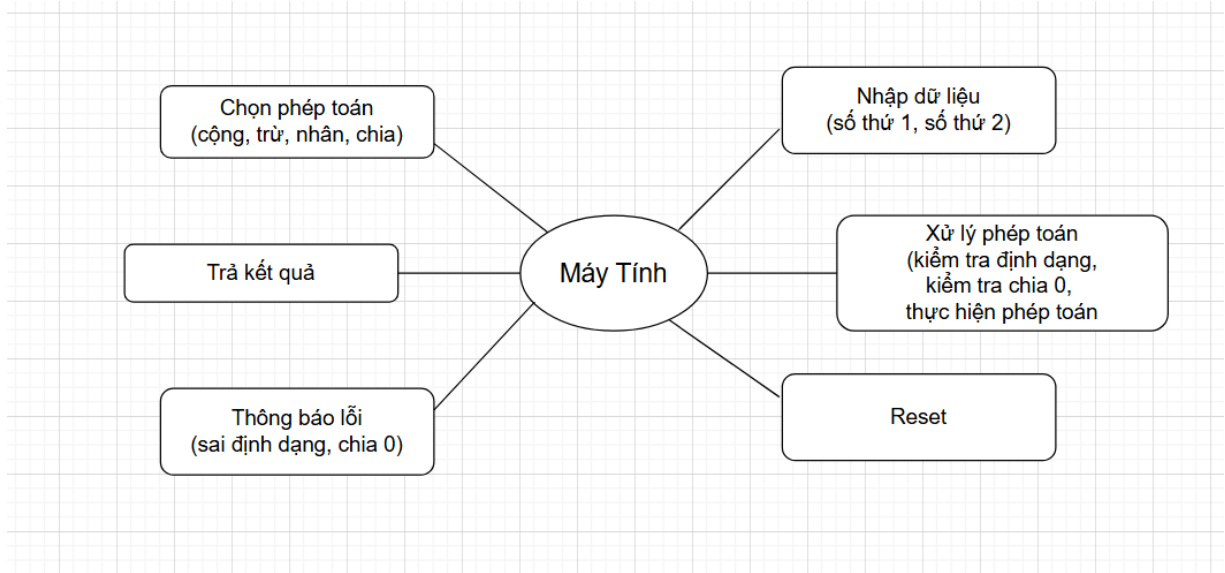 Chọn phép toán
(cộng, trừ, nhân, chia)
Nhập dữ liệu
(số thứ 1, số thứ 2)
Trả kết quả
Máy Tính
Xử lý phép toán
(kiểm tra định dạng,
kiểm tra chia 0,
thực hiện phép toán
Thông báo lỗi
(sai định dạng, chia 0)
Reset